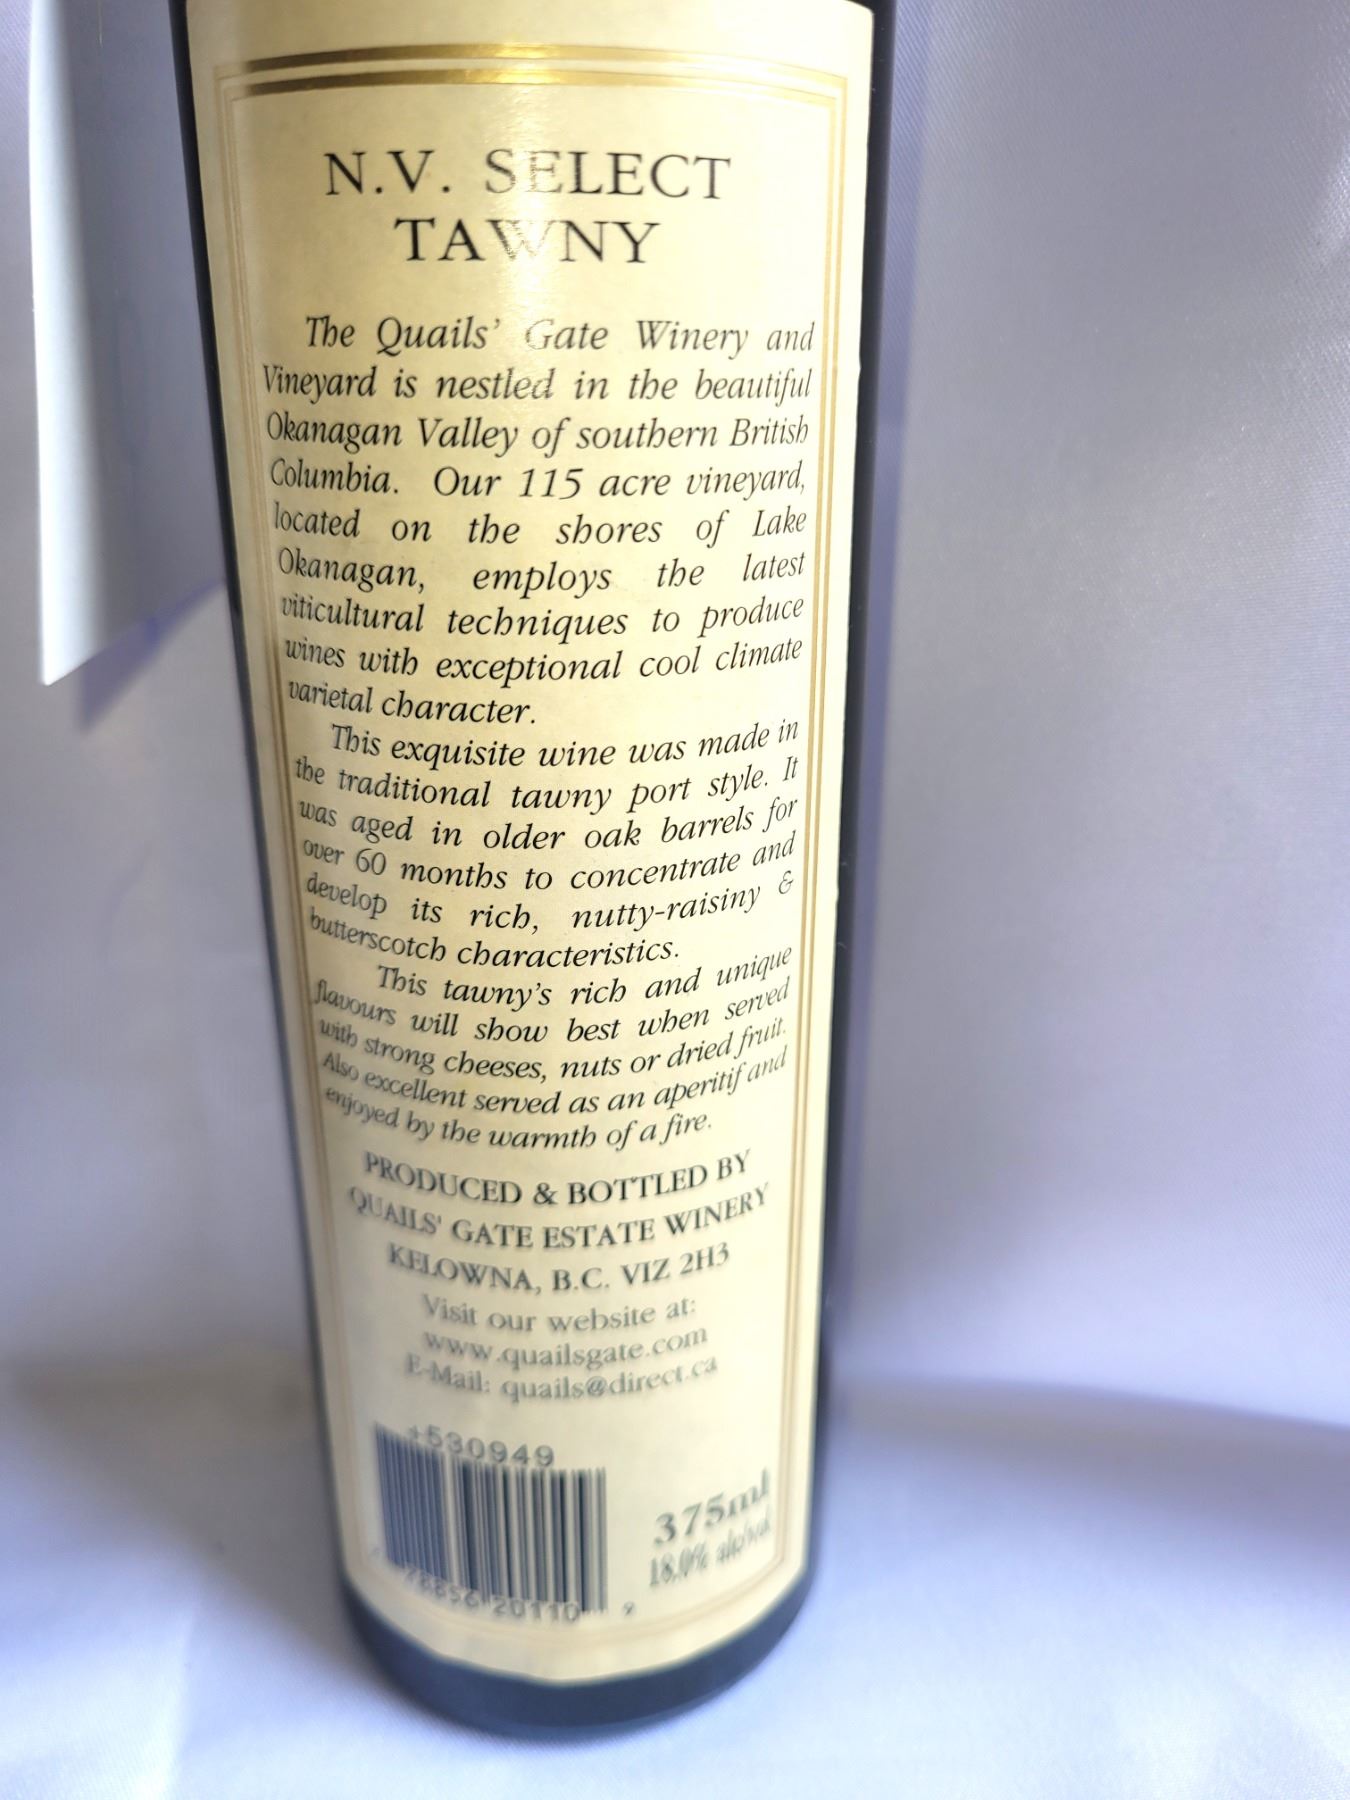 N.V. SELECT
TAWNY
The Quails' Gate Winery and
Vineyard is nestled in the beautiful
Okanagan Valley of southern British
Columbia. Our 115 acre vineyard,
located on the shores of Lake
Okanagan, employs the latest
viticultural techniques to produce
wines with exceptional cool climate
varietal character.
This exquisite wine was made in
the traditional tawny port style. It
was aged in older oak barrels for
over 60 months to concentrate and
develop its rich, nutty-raisiny &
butterscotch characteristics.
This tawny's rich and unique
flavours will show best when served
with strong cheeses, nuts or dried fruit.
Also excellent served as an aperitif and
enjoyed by the warmth of a fire.
PRODUCED & BOTTLED BY
QUAILS' GATE ESTATE WINERY
KELOWNA, B.C. VIZ 2H3
Visit our website at:
www.quailsgate.com
E-Mail: quails@direct.ca
+530949
375ml
18.0% alc/vol
20110 9